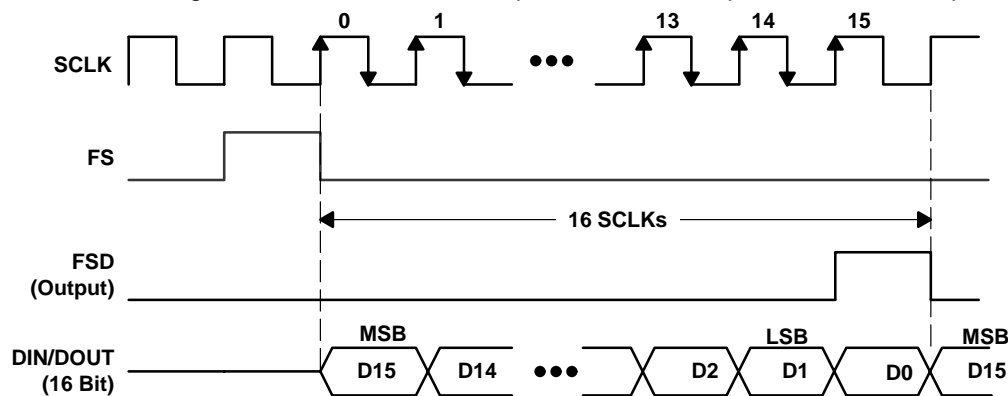 0 1 13 14 15
SCLK •••
FS
16 SCLKs
FSD
(Output)
MSB LSB MSB
DIN/DOUT
(16 Bit)
D15 D14 ••• D2 D1 D0 D15